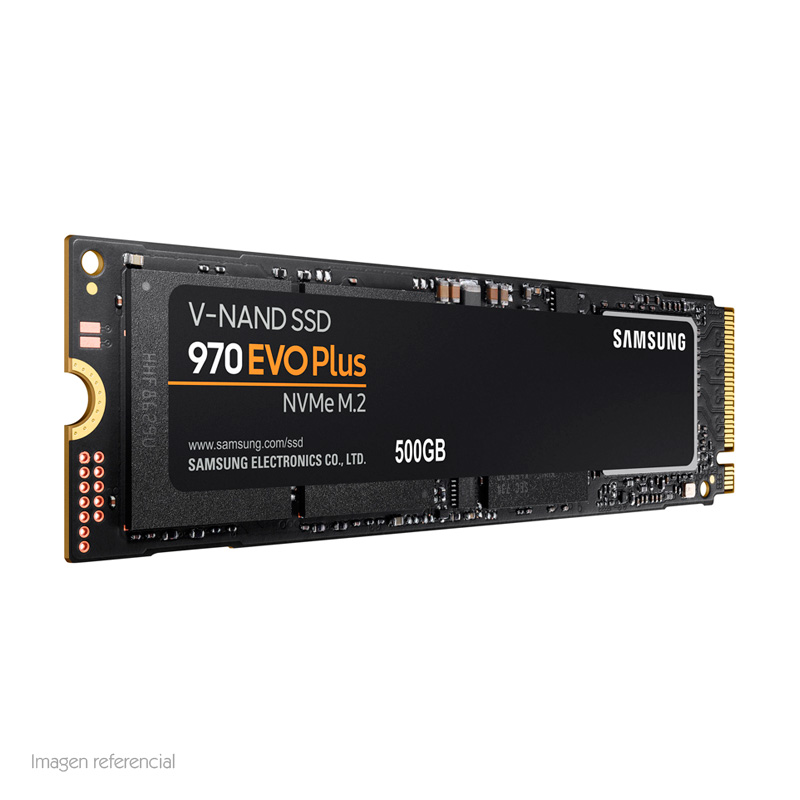 V-NAND SSD
970 EVO Plus
NVMe M.2
www.samsung.com/ssd
SAMSUNG ELECTRONICS CO., LTD.
500GB
SAMSUNG
Imagen referencial